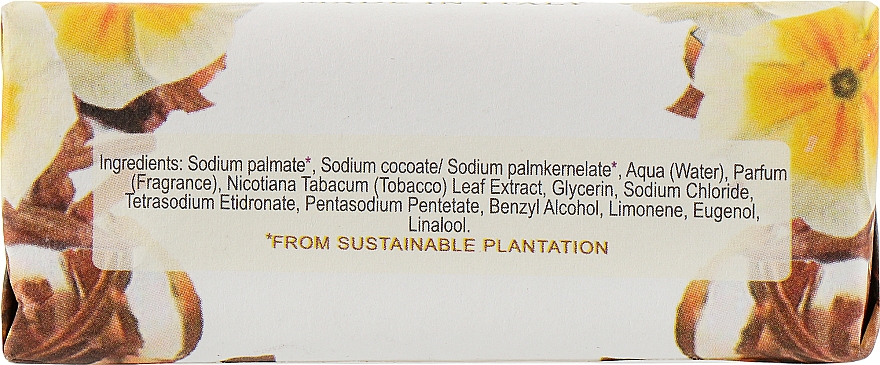 Ingredients: Sodium palmate*, Sodium cocoate/ Sodium palmkernelate*, Aqua (Water), Parfum
(Fragrance), Nicotiana Tabacum (Tobacco) Leaf Extract, Glycerin, Sodium Chloride,
Tetrasodium Etidronate, Pentasodium Pentetate, Benzyl Alcohol, Limonene, Eugenol,
Linalool.
*FROM SUSTAINABLE PLANTATION